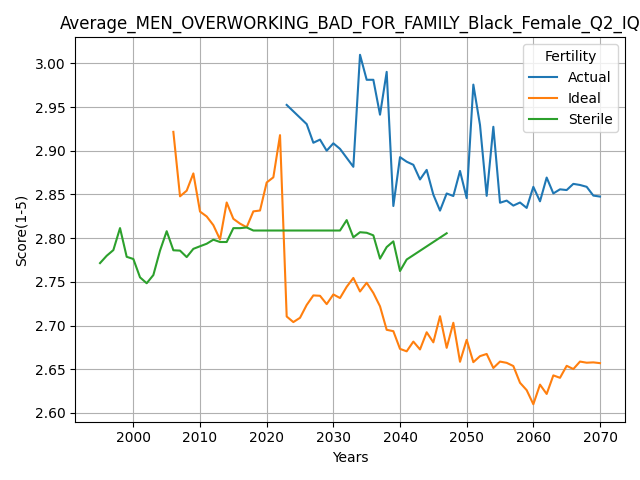 Average_MEN_OVERWORKING_BAD_FOR_FAMILY_Black_Female_Q2_IQ
Fertility
Actual
Ideal
Sterile
Score(1-5)
3.00
2.95
2.90
2.85
2.80
2.75
2.70
2.65
2.60
2000 2010 2020 2030 2040 2050 2060 2070
Years